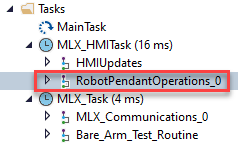 Tasks
MainTask
MLX_HMITask (16 ms)
HMIUpdates
RobotPendantOperations_0
MLX_Task (4 ms)
MLX_Communications_0
Bare_Arm_Test_Routine